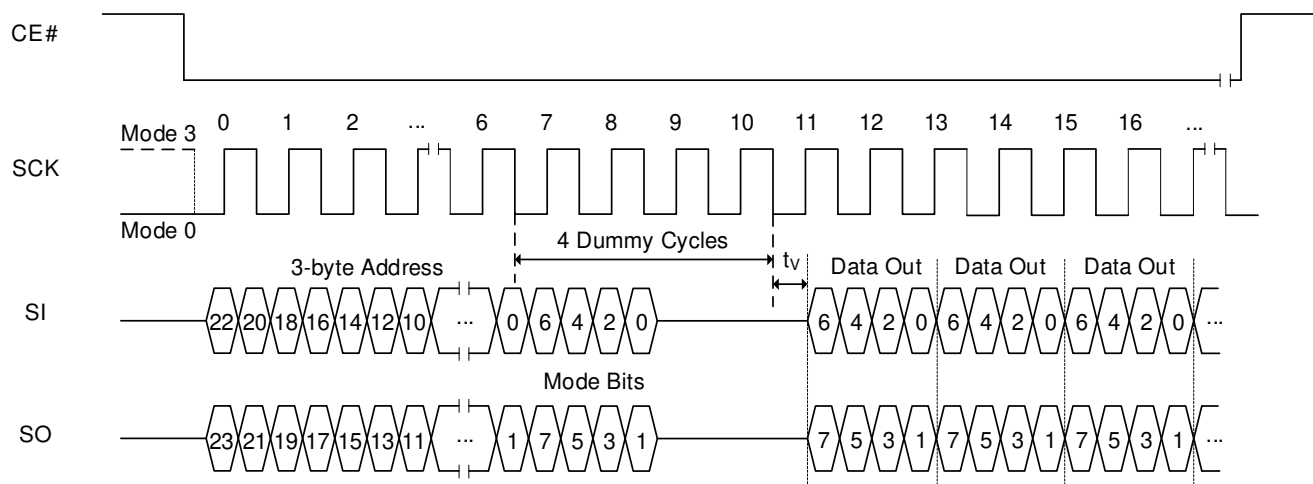 CE#
0 1 2 ... 6 7 8 9 10 11 12 13 14 15 16 ...
Mode 3
SCK
Mode 0
4 Dummy Cycles
3-byte Address
tV
Data Out Data Out Data Out
SI
22 20 18 16 14 12 10 ... 0 6 4 2 0 6 4 2 0 6 4 2 0 6 4 2 0 ...
Mode Bits
SO
23 21 19 17 15 13 11 ... 1 7 5 3 1 7 5 3 1 7 5 3 1 7 5 3 1 ...